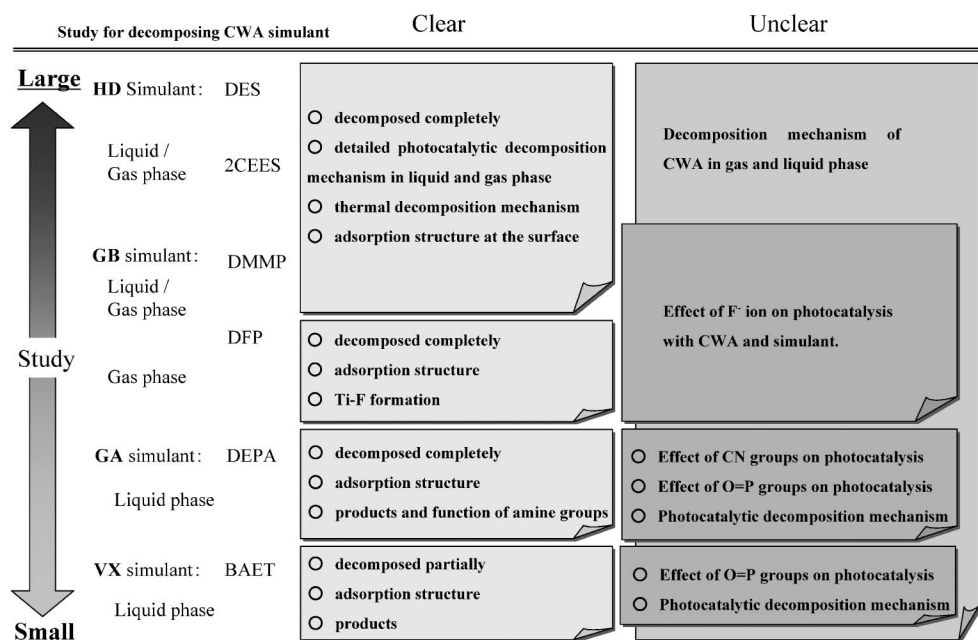 Study for decomposing CWA simulant
Clear
Unclear
Large
Study
Small
HD Simulant: DES
Liquid /
Gas phase
2CEES
GB simulant: DMMP
Liquid /
Gas phase
DFP
Gas phase
GA simulant: DEPA
Liquid phase
VX simulant: BAET
Liquid phase
decomposed completely
detailed photocatalytic decomposition
mechanism in liquid and gas phase
thermal decomposition mechanism
adsorption structure at the surface
decomposed completely
adsorption structure
Ti-F formation
decomposed completely
adsorption structure
products and function of amine groups
decomposed partially
adsorption structure
products
Decomposition mechanism of
CWA in gas and liquid phase
Effect of F⁻ ion on photocatalysis
with CWA and simulant.
Effect of CN groups on photocatalysis
Effect of O=P groups on photocatalysis
Photocatalytic decomposition mechanism
Effect of O=P groups on photocatalysis
Photocatalytic decomposition mechanism